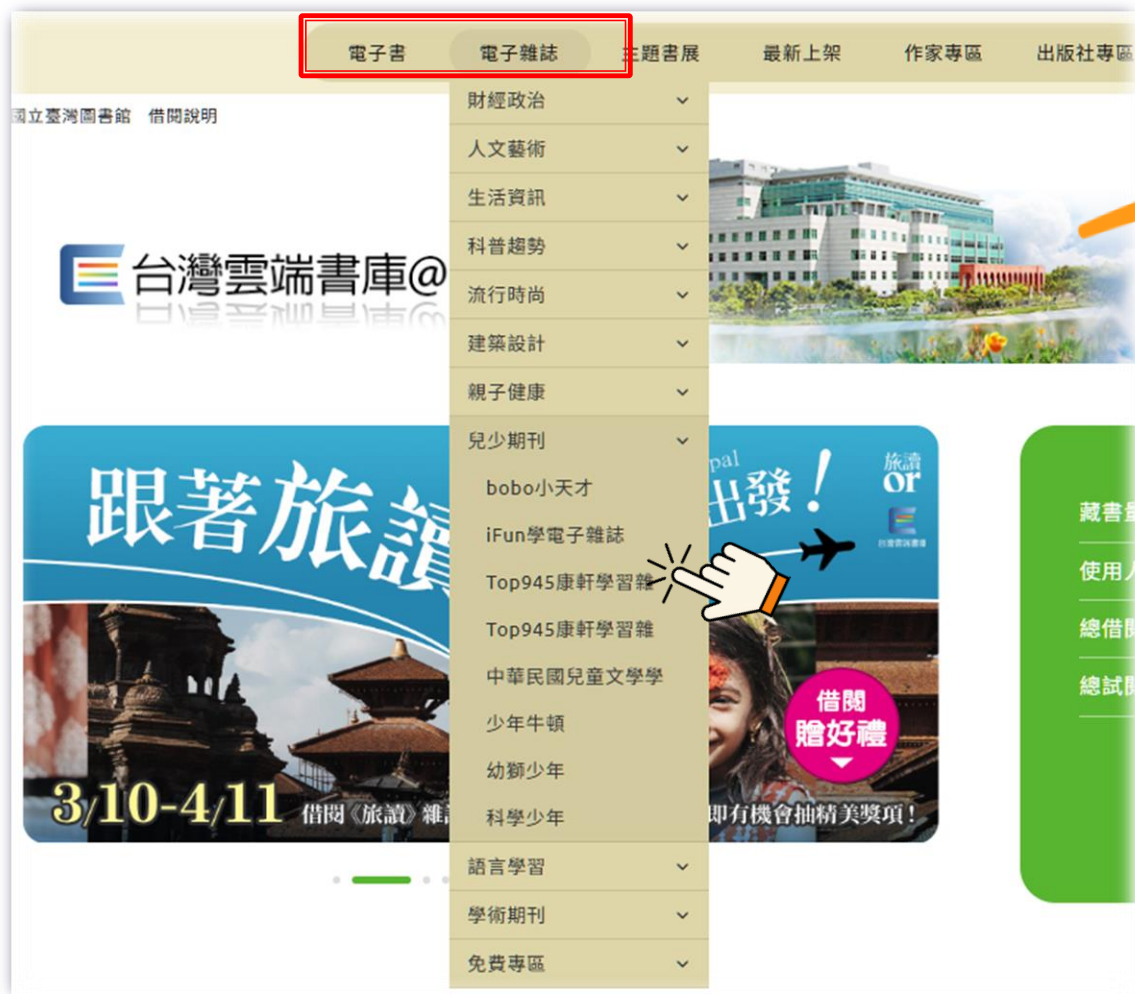 電子書 電子雜誌 主題書展 最新上架 作家專區 出版社專區
國立臺灣圖書館 借閱說明
財經政治
人文藝術
生活資訊
科普趨勢
台灣雲端書庫@
流行時尚
建築設計
親子健康
兒少期刊
bobo小天才
iFun學電子雜誌
Top945康軒學習雜
Top945康軒學習雜
中華民國兒童文學學
少年牛頓
幼獅少年
科學少年
語言學習
學術期刊
免費專區
跟著旅讀
pal
出發!
旅讀
or
台灣雲端書庫
借閱
贈好禮
3/10-4/11 借閱《旅讀》雜
即有機會抽精美獎項!
藏書
使用人
總借閱
總試閱